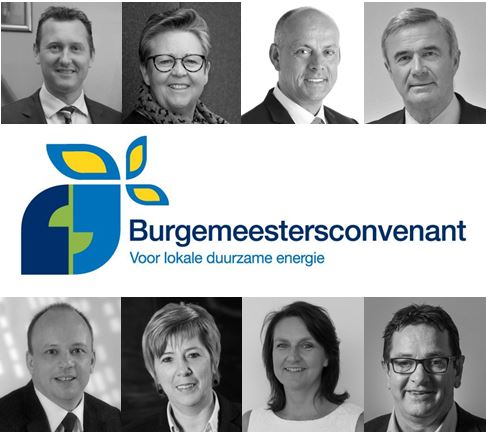 Burgemeestersconvenant
Voor lokale duurzame energie